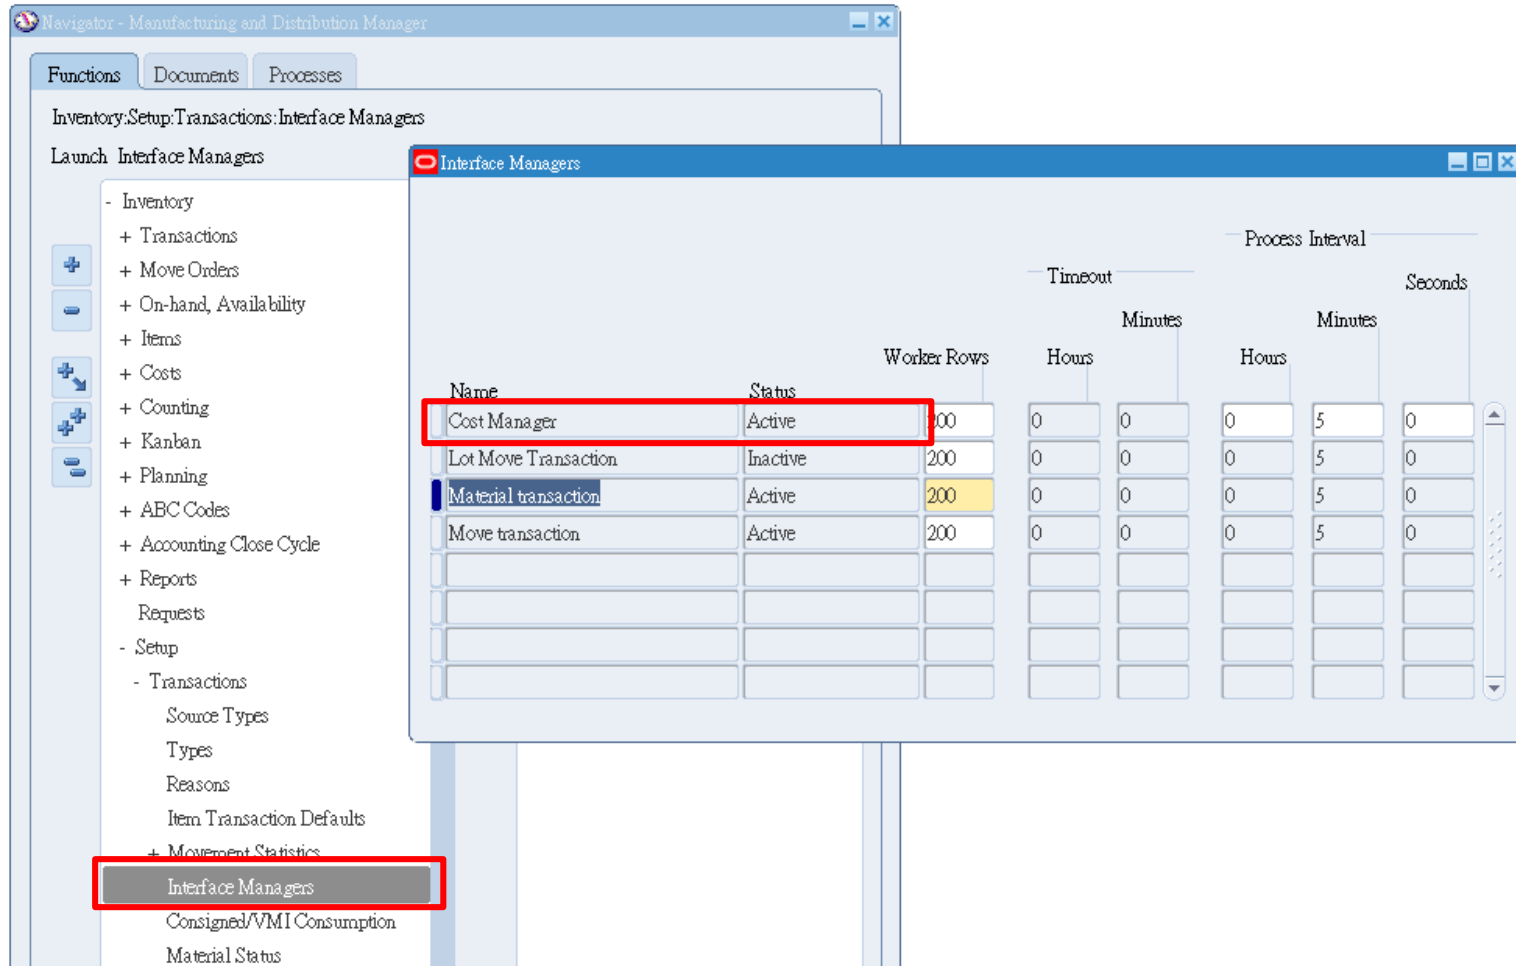 Navigator - Manufacturing and Distribution Manager
Functions Documents Processes
Inventory:Setup:Transactions:Interface Managers
Launch Interface Managers
- Inventory
+ Transactions
+ Move Orders
+ On-hand, Availability
+ Items
+ Costs
+ Counting
+ Kanban
+ Planning
+ ABC Codes
+ Accounting Close Cycle
+ Reports
Requests
- Setup
- Transactions
Source Types
Types
Reasons
Item Transaction Defaults
+ Movement Statistics
Interface Managers
Consigned/VMI Consumption
Material Status
Interface Managers
Process Interval
Timeout Seconds
Minutes Minutes
Worker Rows Hours Hours
Name Status
Cost Manager Active 200 0 0 0 5 0
Lot Move Transaction Inactive 200 0 0 0 5 0
Material transaction Active 200 0 0 0 5 0
Move transaction Active 200 0 0 0 5 0